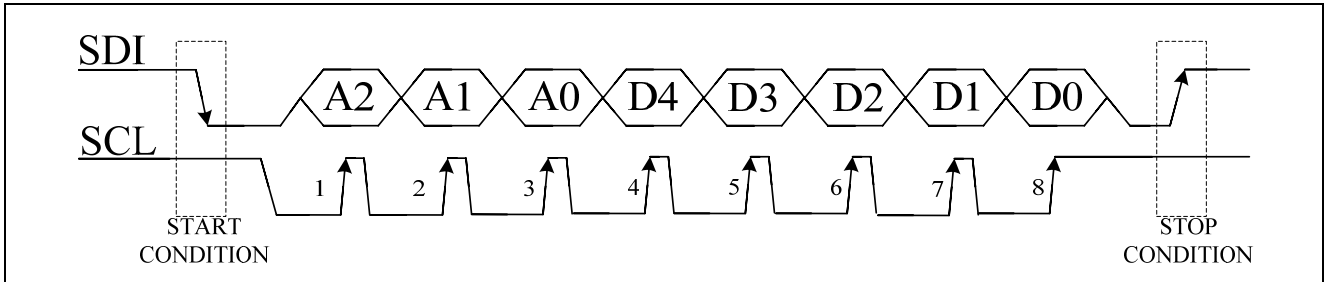 SDI
A2 A1 A0 D4 D3 D2 D1 D0
SCL
1 2 3 4 5 6 7 8
START
CONDITION
STOP
CONDITION